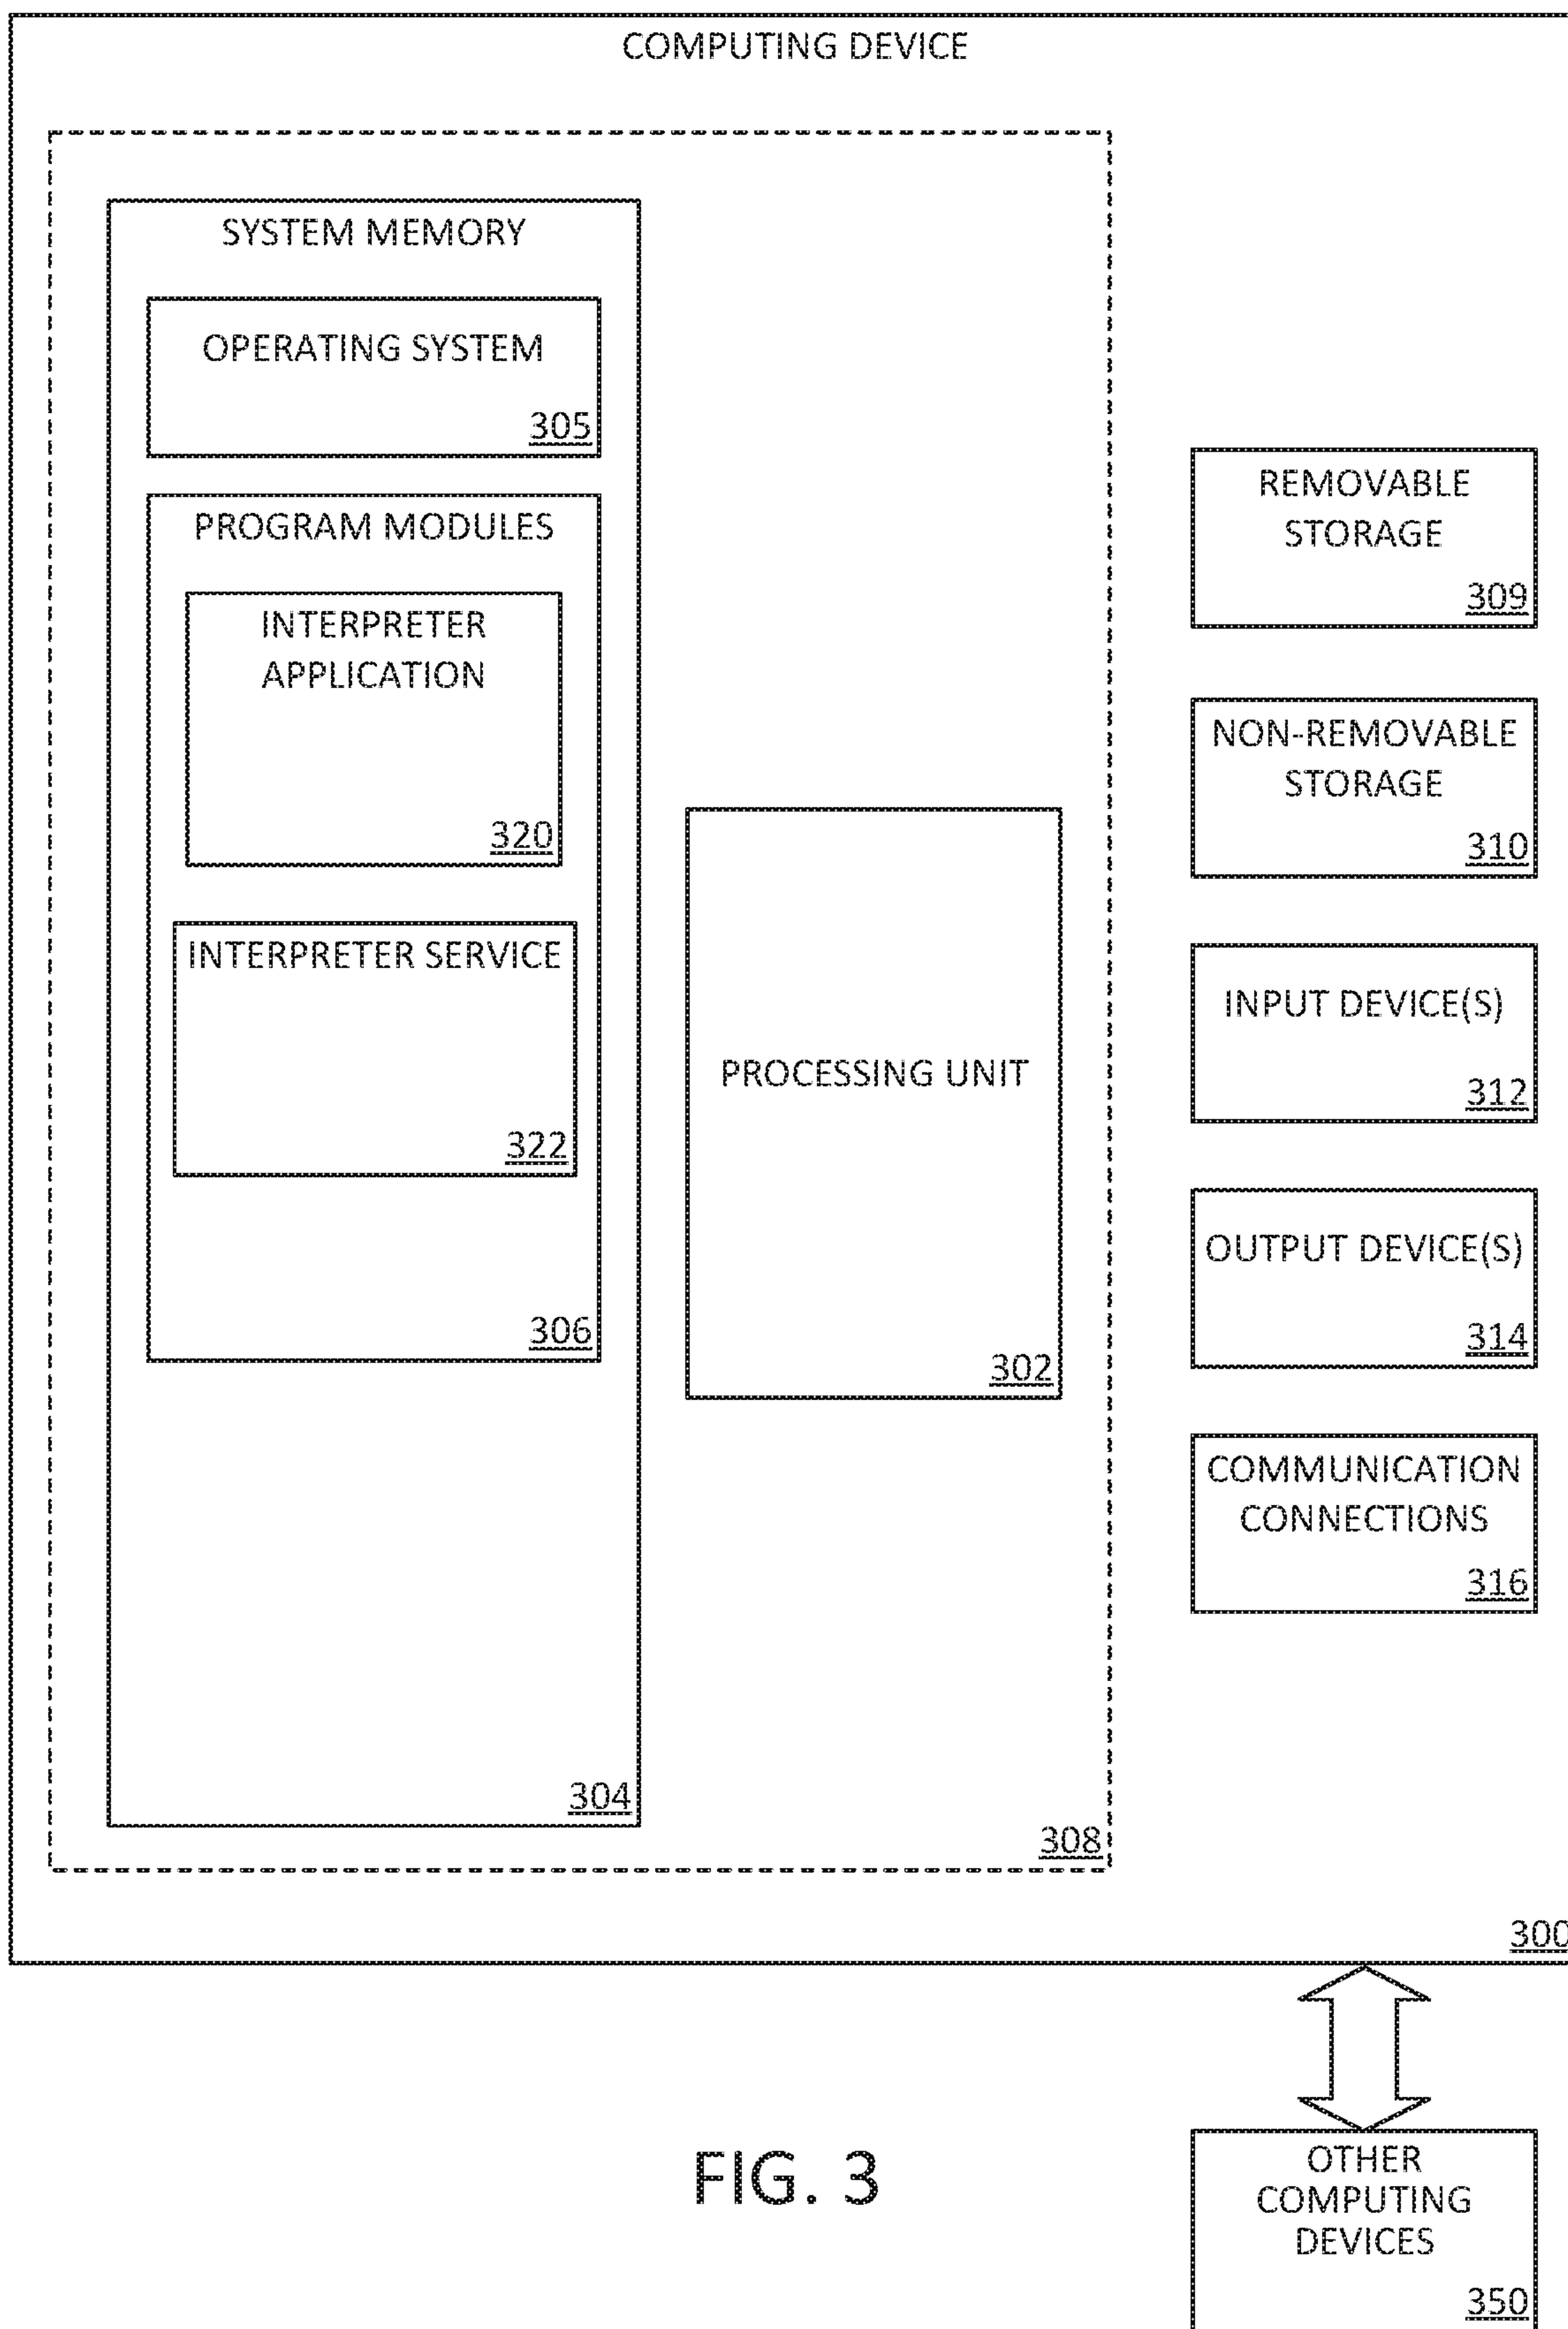 COMPUTING DEVICE
SYSTEM MEMORY
OPERATING SYSTEM
305
PROGRAM MODULES
INTERPRETER
APPLICATION
320
INTERPRETER SERVICE
322
306
304
PROCESSING UNIT
302
308
REMOVABLE
STORAGE
309
NON-REMOVABLE
STORAGE
310
INPUT DEVICE(S)
312
OUTPUT DEVICE(S)
314
COMMUNICATION
CONNECTIONS
316
300
OTHER
COMPUTING
DEVICES
350
FIG. 3